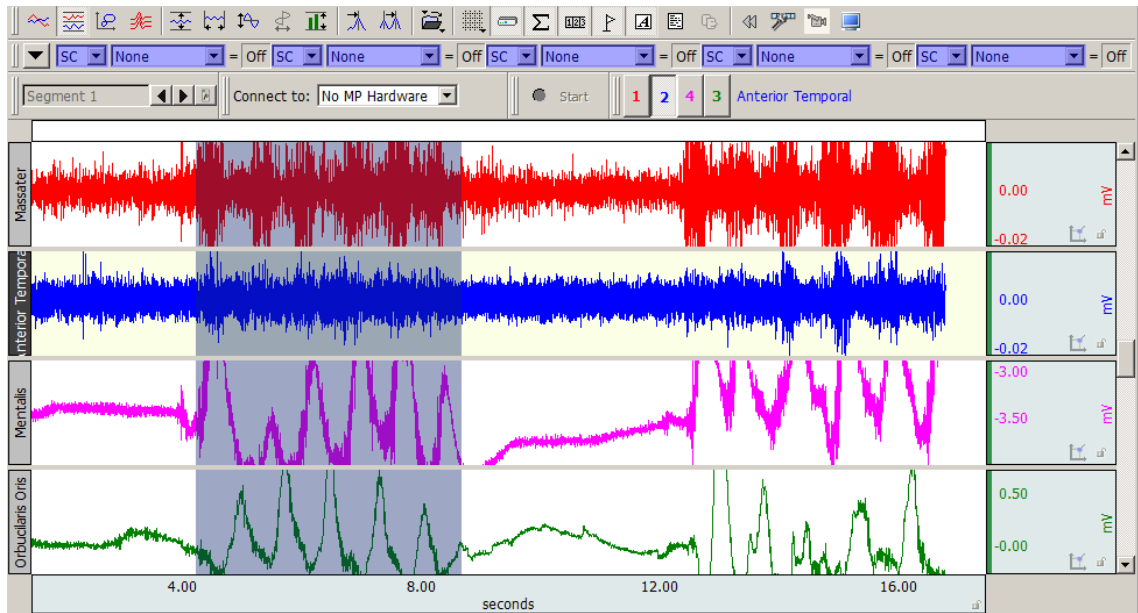 SC None = Off SC None = Off SC None = Off SC None = Off SC None = Off
Segment 1 Connect to: No MP Hardware Start 1 2 4 3 Anterior Temporal
Massater
0.00
-0.02
mV
Anterior Tempora
0.00
-0.02
mV
Mentalis
-3.00
-3.50
mV
Orbucilaris Oris
0.50
-0.00
mV
4.00 8.00 12.00 16.00
seconds